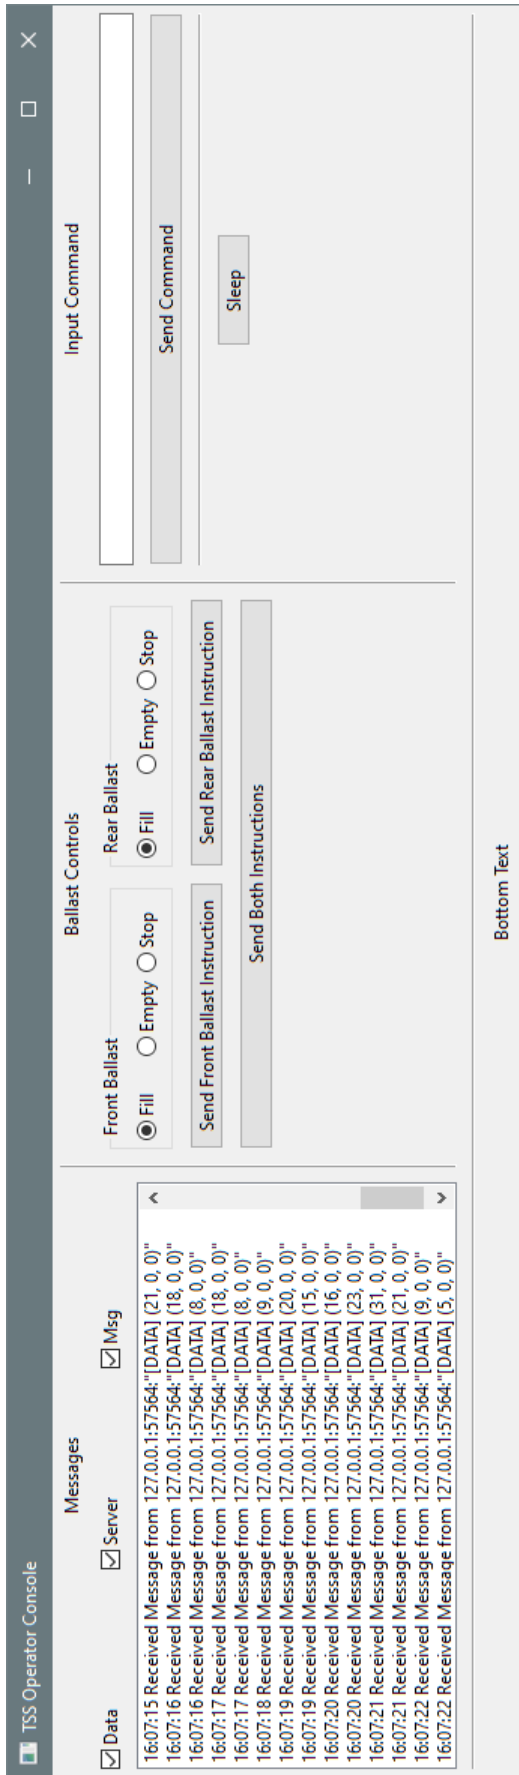 TSS Operator Console
Messages
Data Server Msg
16:07:15 Received Message from 127.0.0.1:57564:"[DATA] (21, 0, 0)"
16:07:16 Received Message from 127.0.0.1:57564:"[DATA] (18, 0, 0)"
16:07:16 Received Message from 127.0.0.1:57564:"[DATA] (8, 0, 0)"
16:07:17 Received Message from 127.0.0.1:57564:"[DATA] (18, 0, 0)"
16:07:17 Received Message from 127.0.0.1:57564:"[DATA] (8, 0, 0)"
16:07:18 Received Message from 127.0.0.1:57564:"[DATA] (9, 0, 0)"
16:07:19 Received Message from 127.0.0.1:57564:"[DATA] (20, 0, 0)"
16:07:19 Received Message from 127.0.0.1:57564:"[DATA] (15, 0, 0)"
16:07:20 Received Message from 127.0.0.1:57564:"[DATA] (16, 0, 0)"
16:07:20 Received Message from 127.0.0.1:57564:"[DATA] (23, 0, 0)"
16:07:21 Received Message from 127.0.0.1:57564:"[DATA] (31, 0, 0)"
16:07:21 Received Message from 127.0.0.1:57564:"[DATA] (21, 0, 0)"
16:07:22 Received Message from 127.0.0.1:57564:"[DATA] (9, 0, 0)"
16:07:22 Received Message from 127.0.0.1:57564:"[DATA] (5, 0, 0)"
Ballast Controls
Front Ballast
Fill Empty Stop
Send Front Ballast Instruction
Rear Ballast
Fill Empty Stop
Send Rear Ballast Instruction
Send Both Instructions
Input Command
Send Command
Sleep
Bottom Text